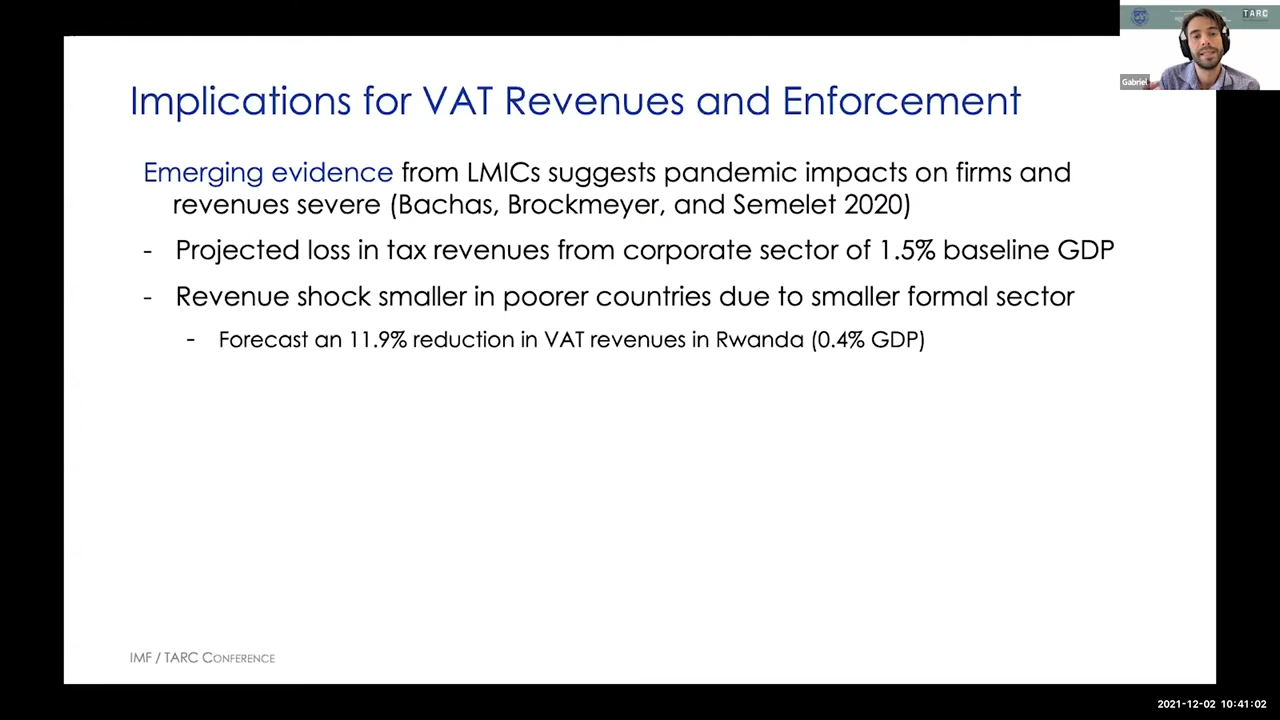 TARC
Gabriel
Implications for VAT Revenues and Enforcement
Emerging evidence from LMICs suggests pandemic impacts on firms and
revenues severe (Bachas, Brockmeyer, and Semelet 2020)
- Projected loss in tax revenues from corporate sector of 1.5% baseline GDP
- Revenue shock smaller in poorer countries due to smaller formal sector
- Forecast an 11.9% reduction in VAT revenues in Rwanda (0.4% GDP)
IMF / TARC CONFERENCE
2021-12-02 10:41:02